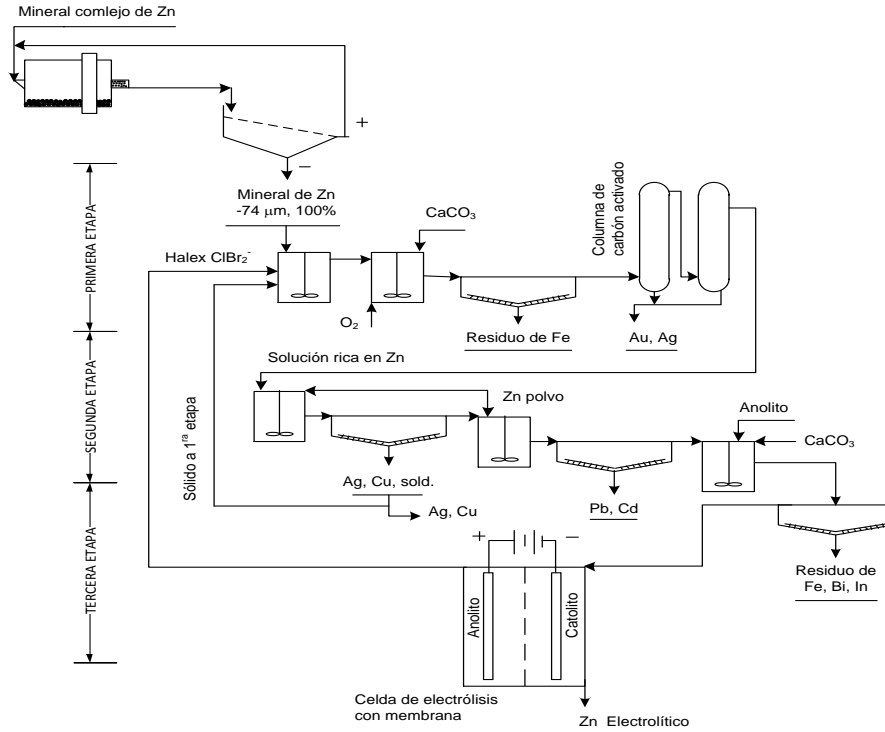 Mineral comlejo de Zn
+
−
Mineral de Zn
-74 μm, 100%
CaCO₃
Columna de
carbón activado
PRIMERA ETAPA
Halex ClBr₂⁻
O₂
Residuo de Fe
Au, Ag
Solución rica en Zn
SEGUNDA ETAPA
Sólido a 1ʳᵃ etapa
Zn polvo
Anolito
CaCO₃
Ag, Cu, sold.
Ag, Cu
Pb, Cd
TERCERA ETAPA
+
−
Anolito
Catolito
Residuo de
Fe, Bi, In
Celda de electrólisis
con membrana
Zn Electrolítico